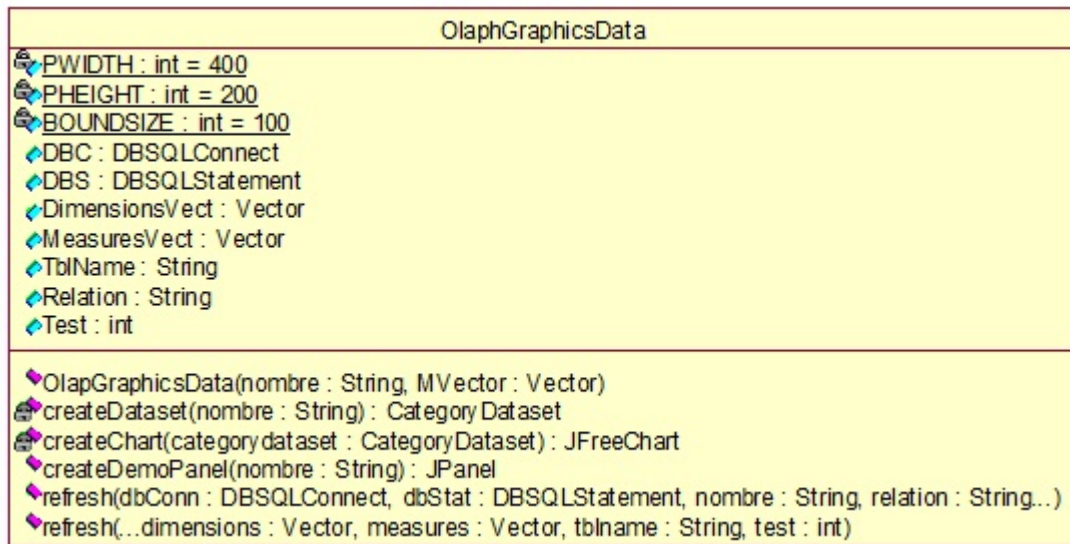 OlaphGraphicsData
PWIDTH : int = 400
PHEIGHT : int = 200
BOUNDSIZE : int = 100
DBC : DBSQLConnect
DBS : DBSQLStatement
DimensionsVect : Vector
MeasuresVect : Vector
TblName : String
Relation : String
Test : int
OlapGraphicsData(nombre : String, MVector : Vector)
createDataset(nombre : String) : CategoryDataset
createChart(categorydataset : CategoryDataset) : JFreeChart
createDemoPanel(nombre : String) : JPanel
refresh(dbConn : DBSQLConnect, dbStat : DBSQLStatement, nombre : String, relation : String...)
refresh(...dimensions : Vector, measures : Vector, tblname : String, test : int)